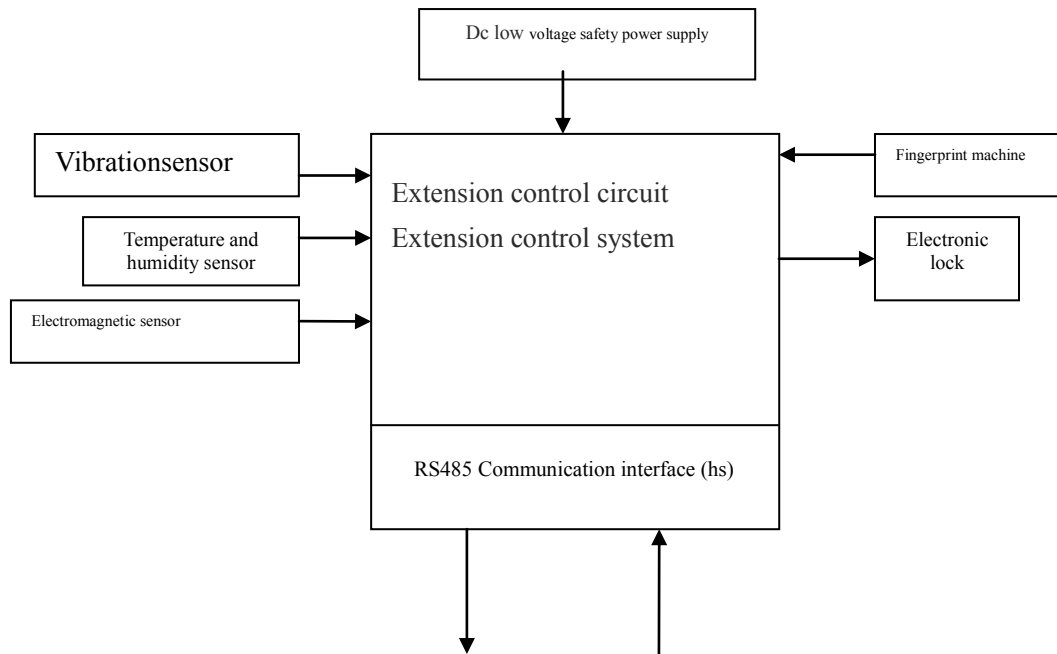 Dc low voltage safety power supply
Vibrationsensor
Fingerprint machine
Extension control circuit
Extension control system
Temperature and
humidity sensor
Electronic
lock
Electromagnetic sensor
RS485 Communication interface (hs)